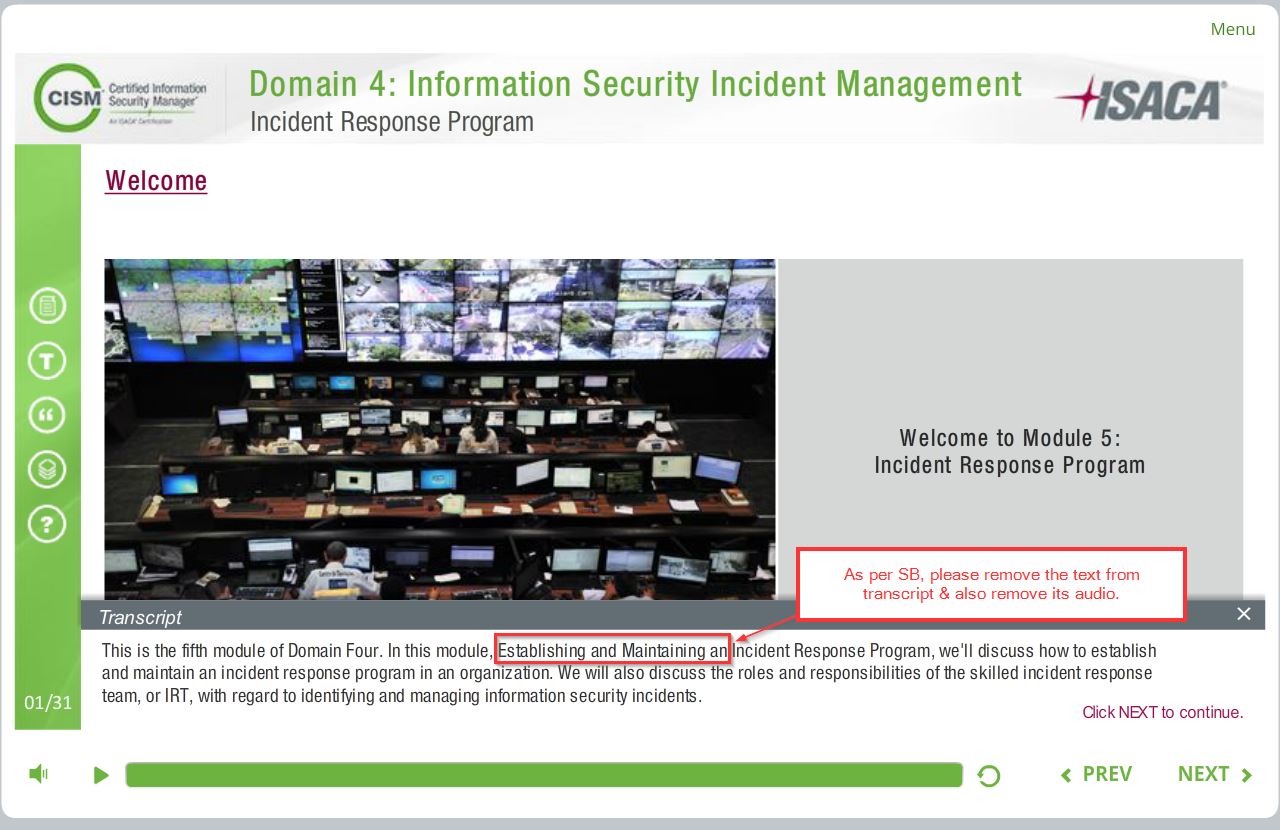 Menu
CISM
Certified Information
Security Manager®
An ISACA® Certification
Domain 4: Information Security Incident Management
Incident Response Program
ISACA®
Welcome
Welcome to Module 5:
Incident Response Program
As per SB, please remove the text from
transcript & also remove its audio.
Transcript
This is the fifth module of Domain Four. In this module, Establishing and Maintaining an Incident Response Program, we'll discuss how to establish
and maintain an incident response program in an organization. We will also discuss the roles and responsibilities of the skilled incident response
team, or IRT, with regard to identifying and managing information security incidents.
01/31
Click NEXT to continue.
PREV
NEXT